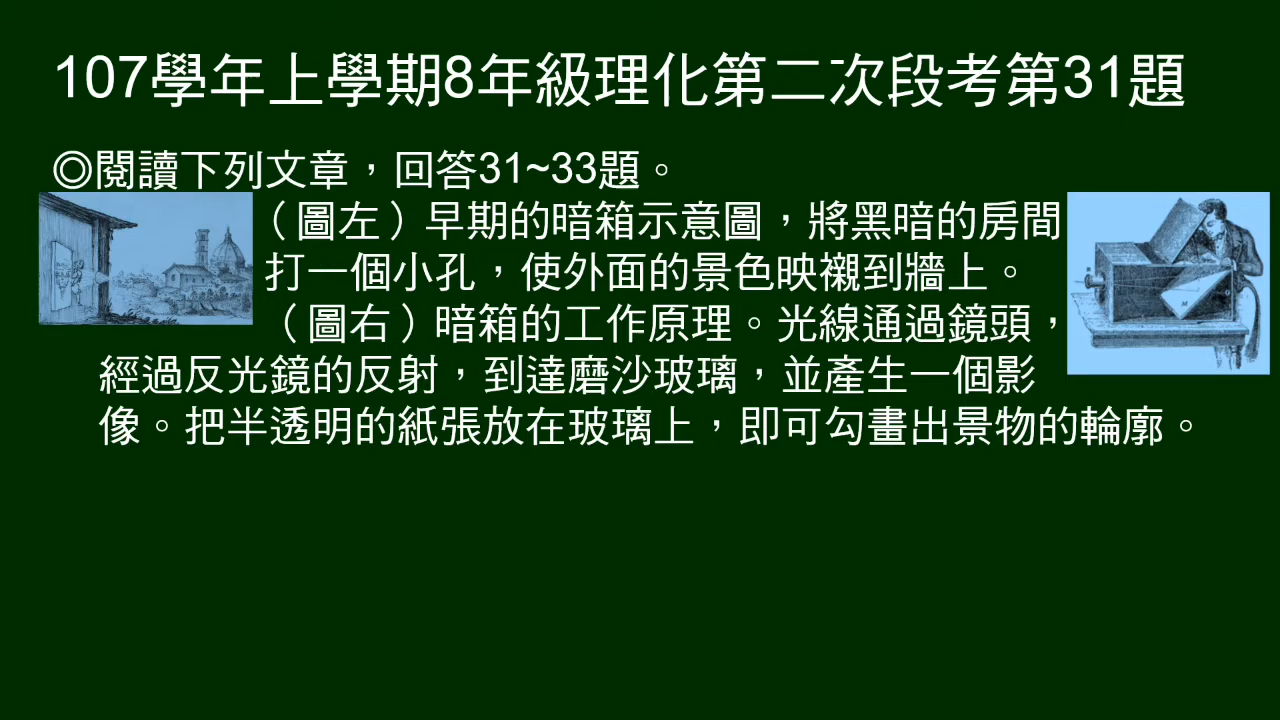 107學年上學期8年級理化第二次段考第31題
◎閱讀下列文章，回答31~33題。
（圖左）早期的暗箱示意圖，將黑暗的房間
打一個小孔，使外面的景色映襯到牆上。
（圖右）暗箱的工作原理。光線通過鏡頭，
經過反光鏡的反射，到達磨沙玻璃，並產生一個影
像。把半透明的紙張放在玻璃上，即可勾畫出景物的輪廓。